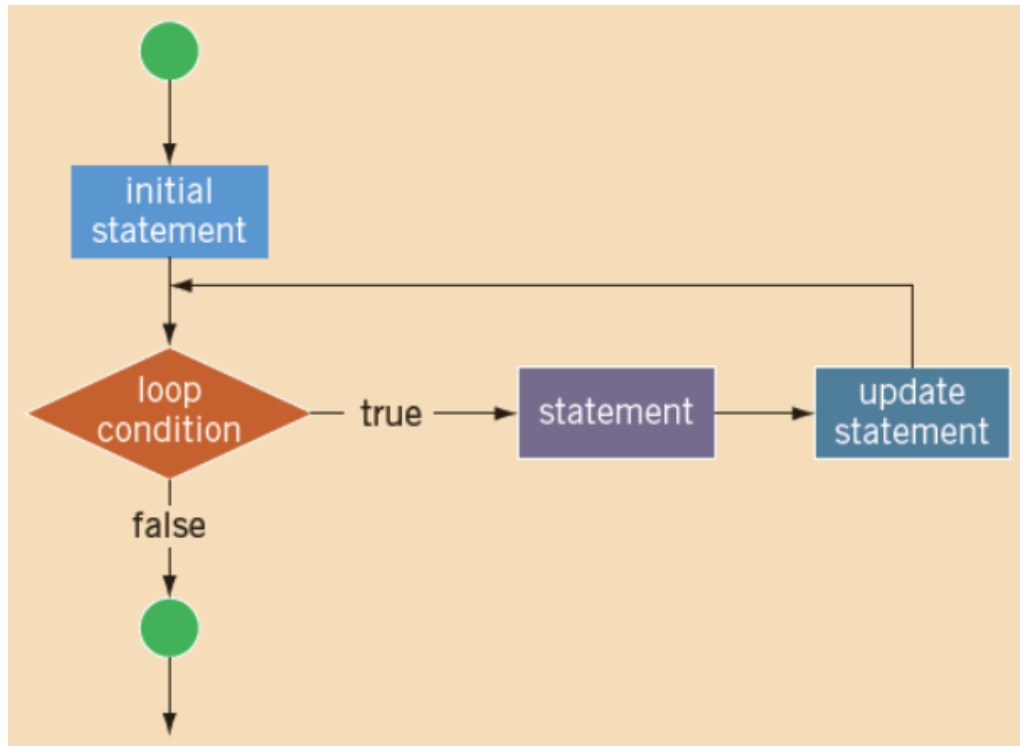 initial
statement
loop
condition
true
statement
update
statement
false